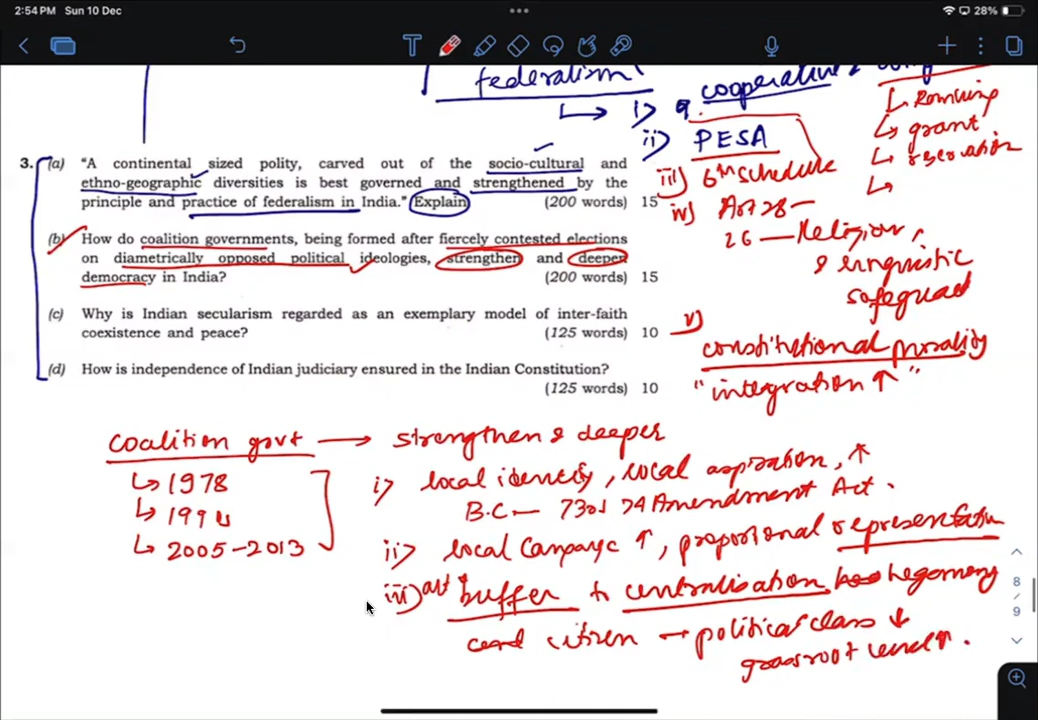 2:54 PM Sun 10 Dec
28%
federalism
cooperative &
i)
ii) PESA
iii) 6th schedule
iv) Art 28 —
26 — Religion,
& linguistic
safeguard
v)
constitutional morality
"integration ↑"
↳ grant
3. (a) "A continental sized polity, carved out of the socio-cultural and
ethno-geographic diversities is best governed and strengthened by the
principle and practice of federalism in India." Explain
(200 words) 15
(b) How do coalition governments, being formed after fiercely contested elections
on diametrically opposed political ideologies, strengthen and deepen
democracy in India? (200 words) 15
(c) Why is Indian secularism regarded as an exemplary model of inter-faith
coexistence and peace? (125 words) 10
(d) How is independence of Indian judiciary ensured in the Indian Constitution?
(125 words) 10
coalition govt → strengthen & deeper
↳ 1978
↳ 2005-2013
i) local identity, local aspiration, ↑
B.C — 73rd 74 Amendment Act.
ii) local ↑, proportional representation
iii) buffer to centralisation hegomony
citizen → political class ↓
grassroot level ↑.
8
/
9